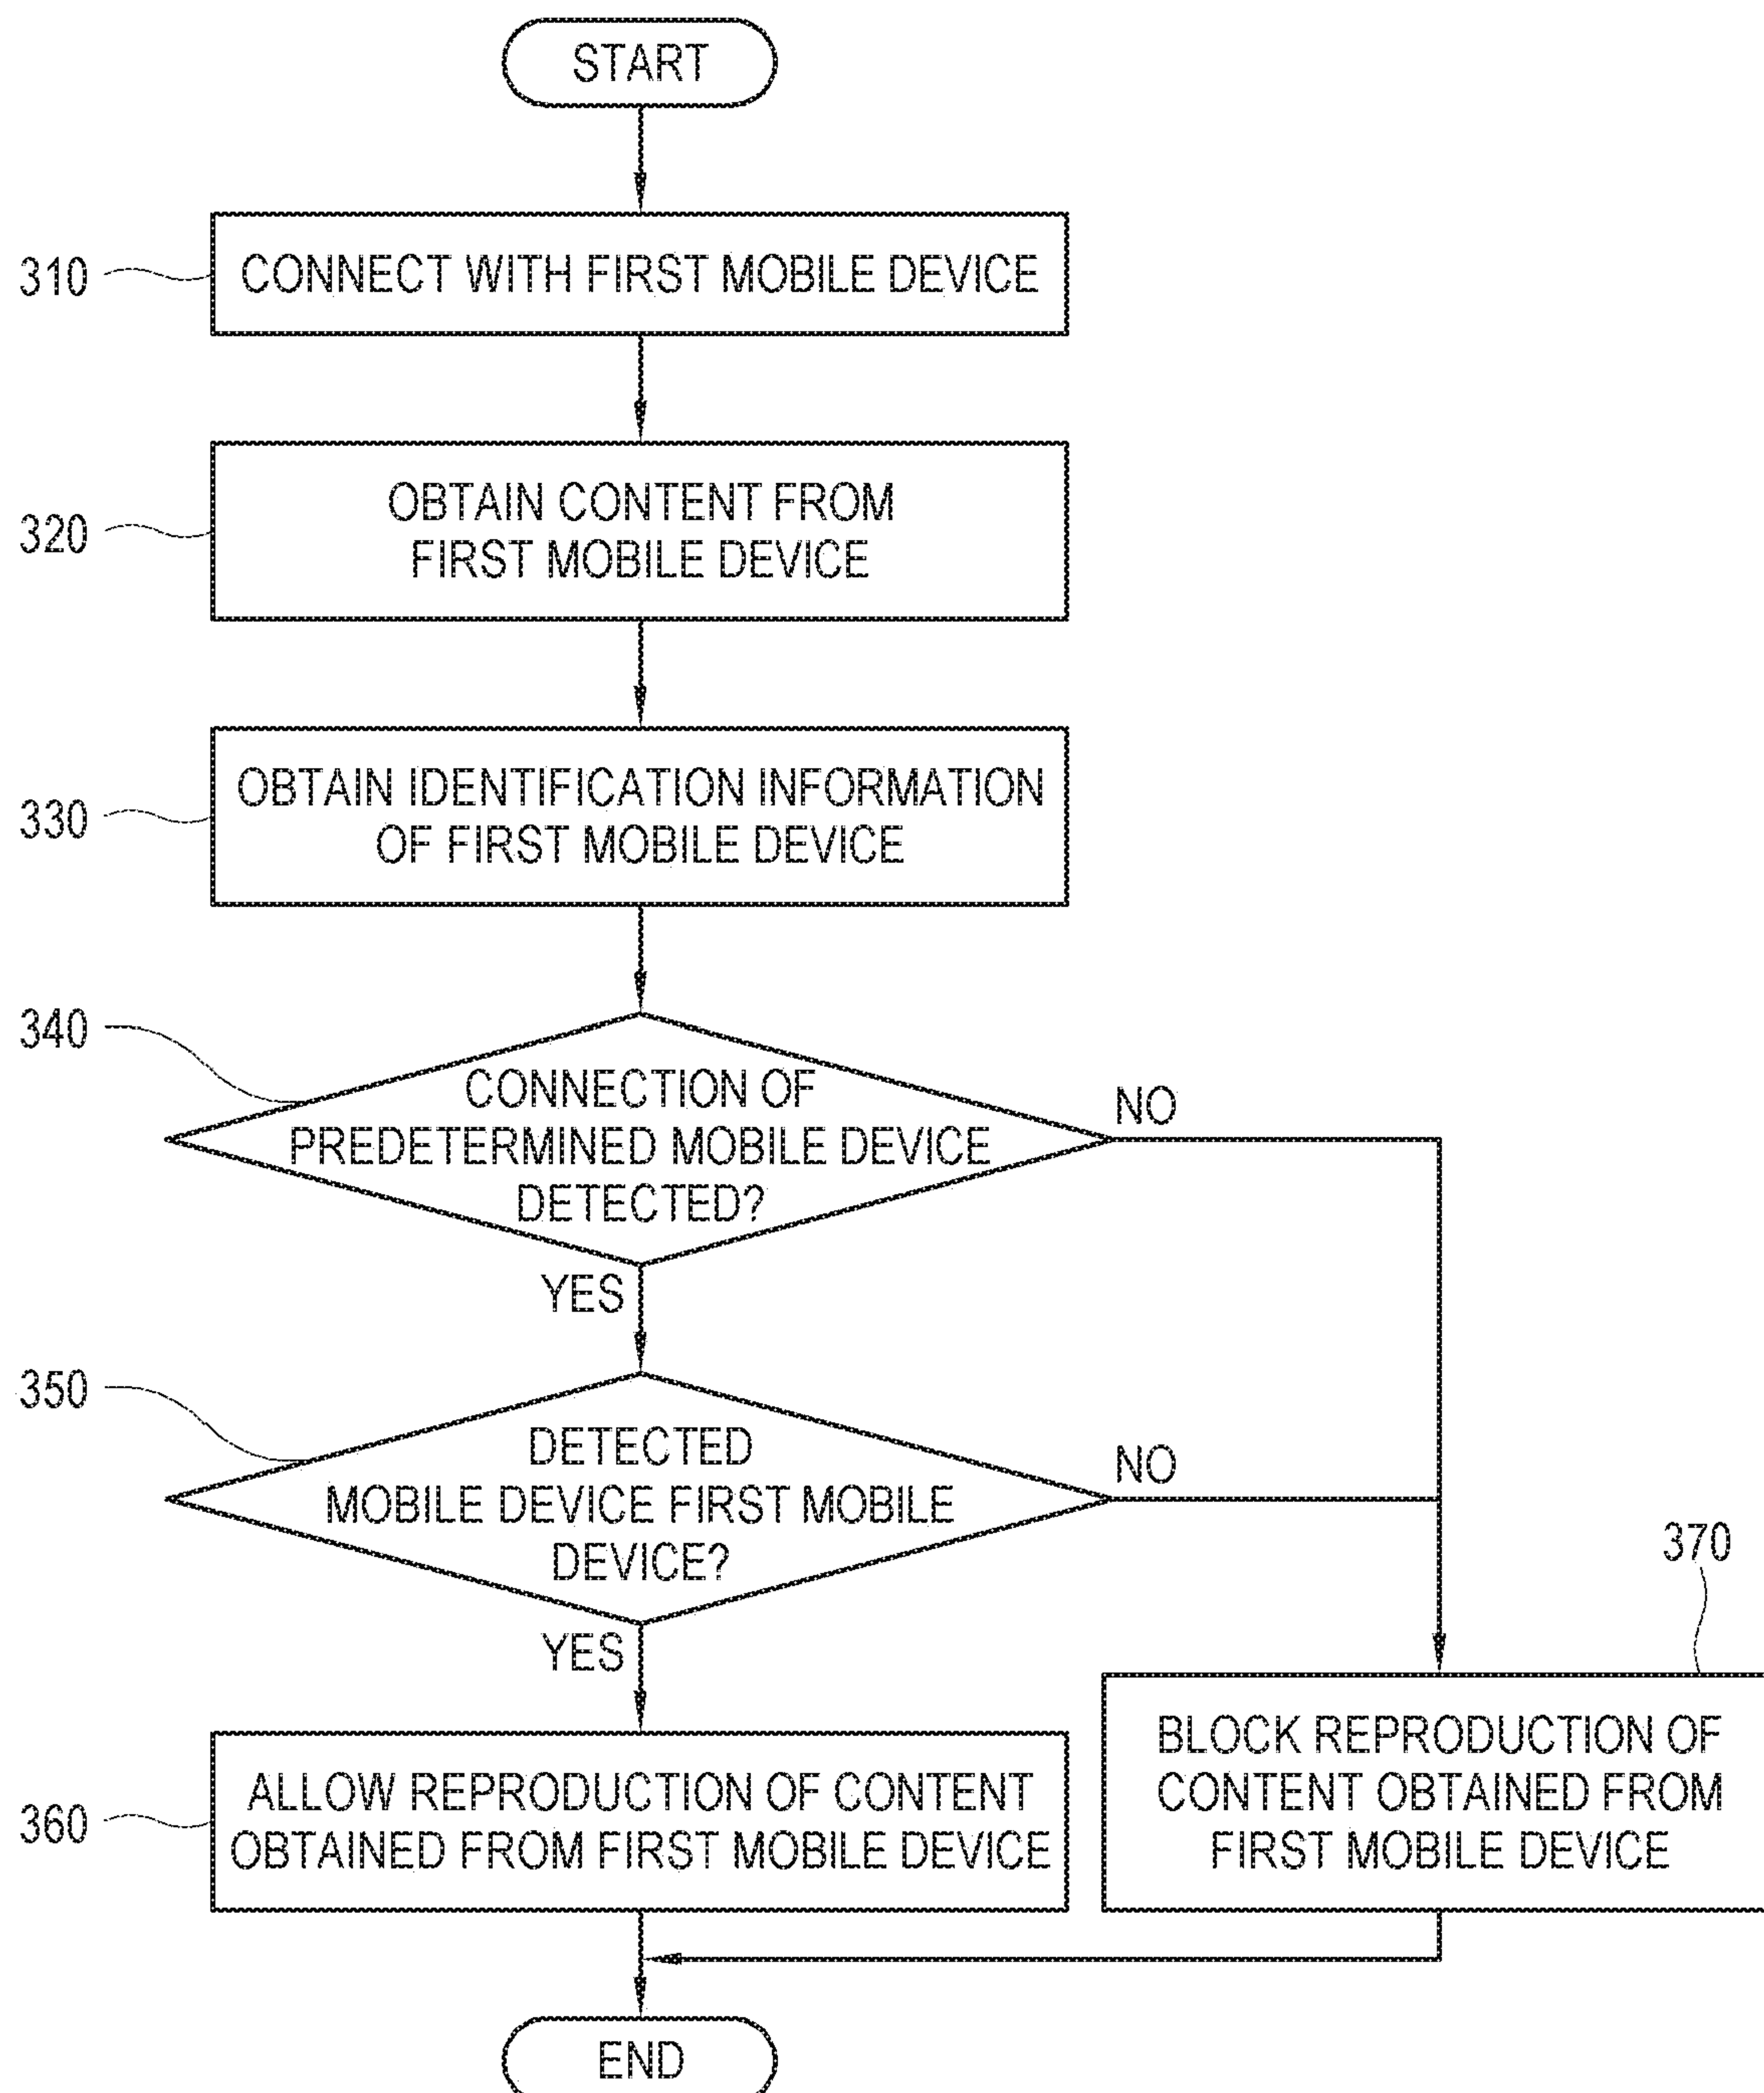 START
310
CONNECT WITH FIRST MOBILE DEVICE
320
OBTAIN CONTENT FROM
FIRST MOBILE DEVICE
330
OBTAIN IDENTIFICATION INFORMATION
OF FIRST MOBILE DEVICE
340
CONNECTION OF
PREDETERMINED MOBILE DEVICE
DETECTED?
NO
YES
350
DETECTED
MOBILE DEVICE FIRST MOBILE
DEVICE?
NO
YES
360
ALLOW REPRODUCTION OF CONTENT
OBTAINED FROM FIRST MOBILE DEVICE
370
BLOCK REPRODUCTION OF
CONTENT OBTAINED FROM
FIRST MOBILE DEVICE
END